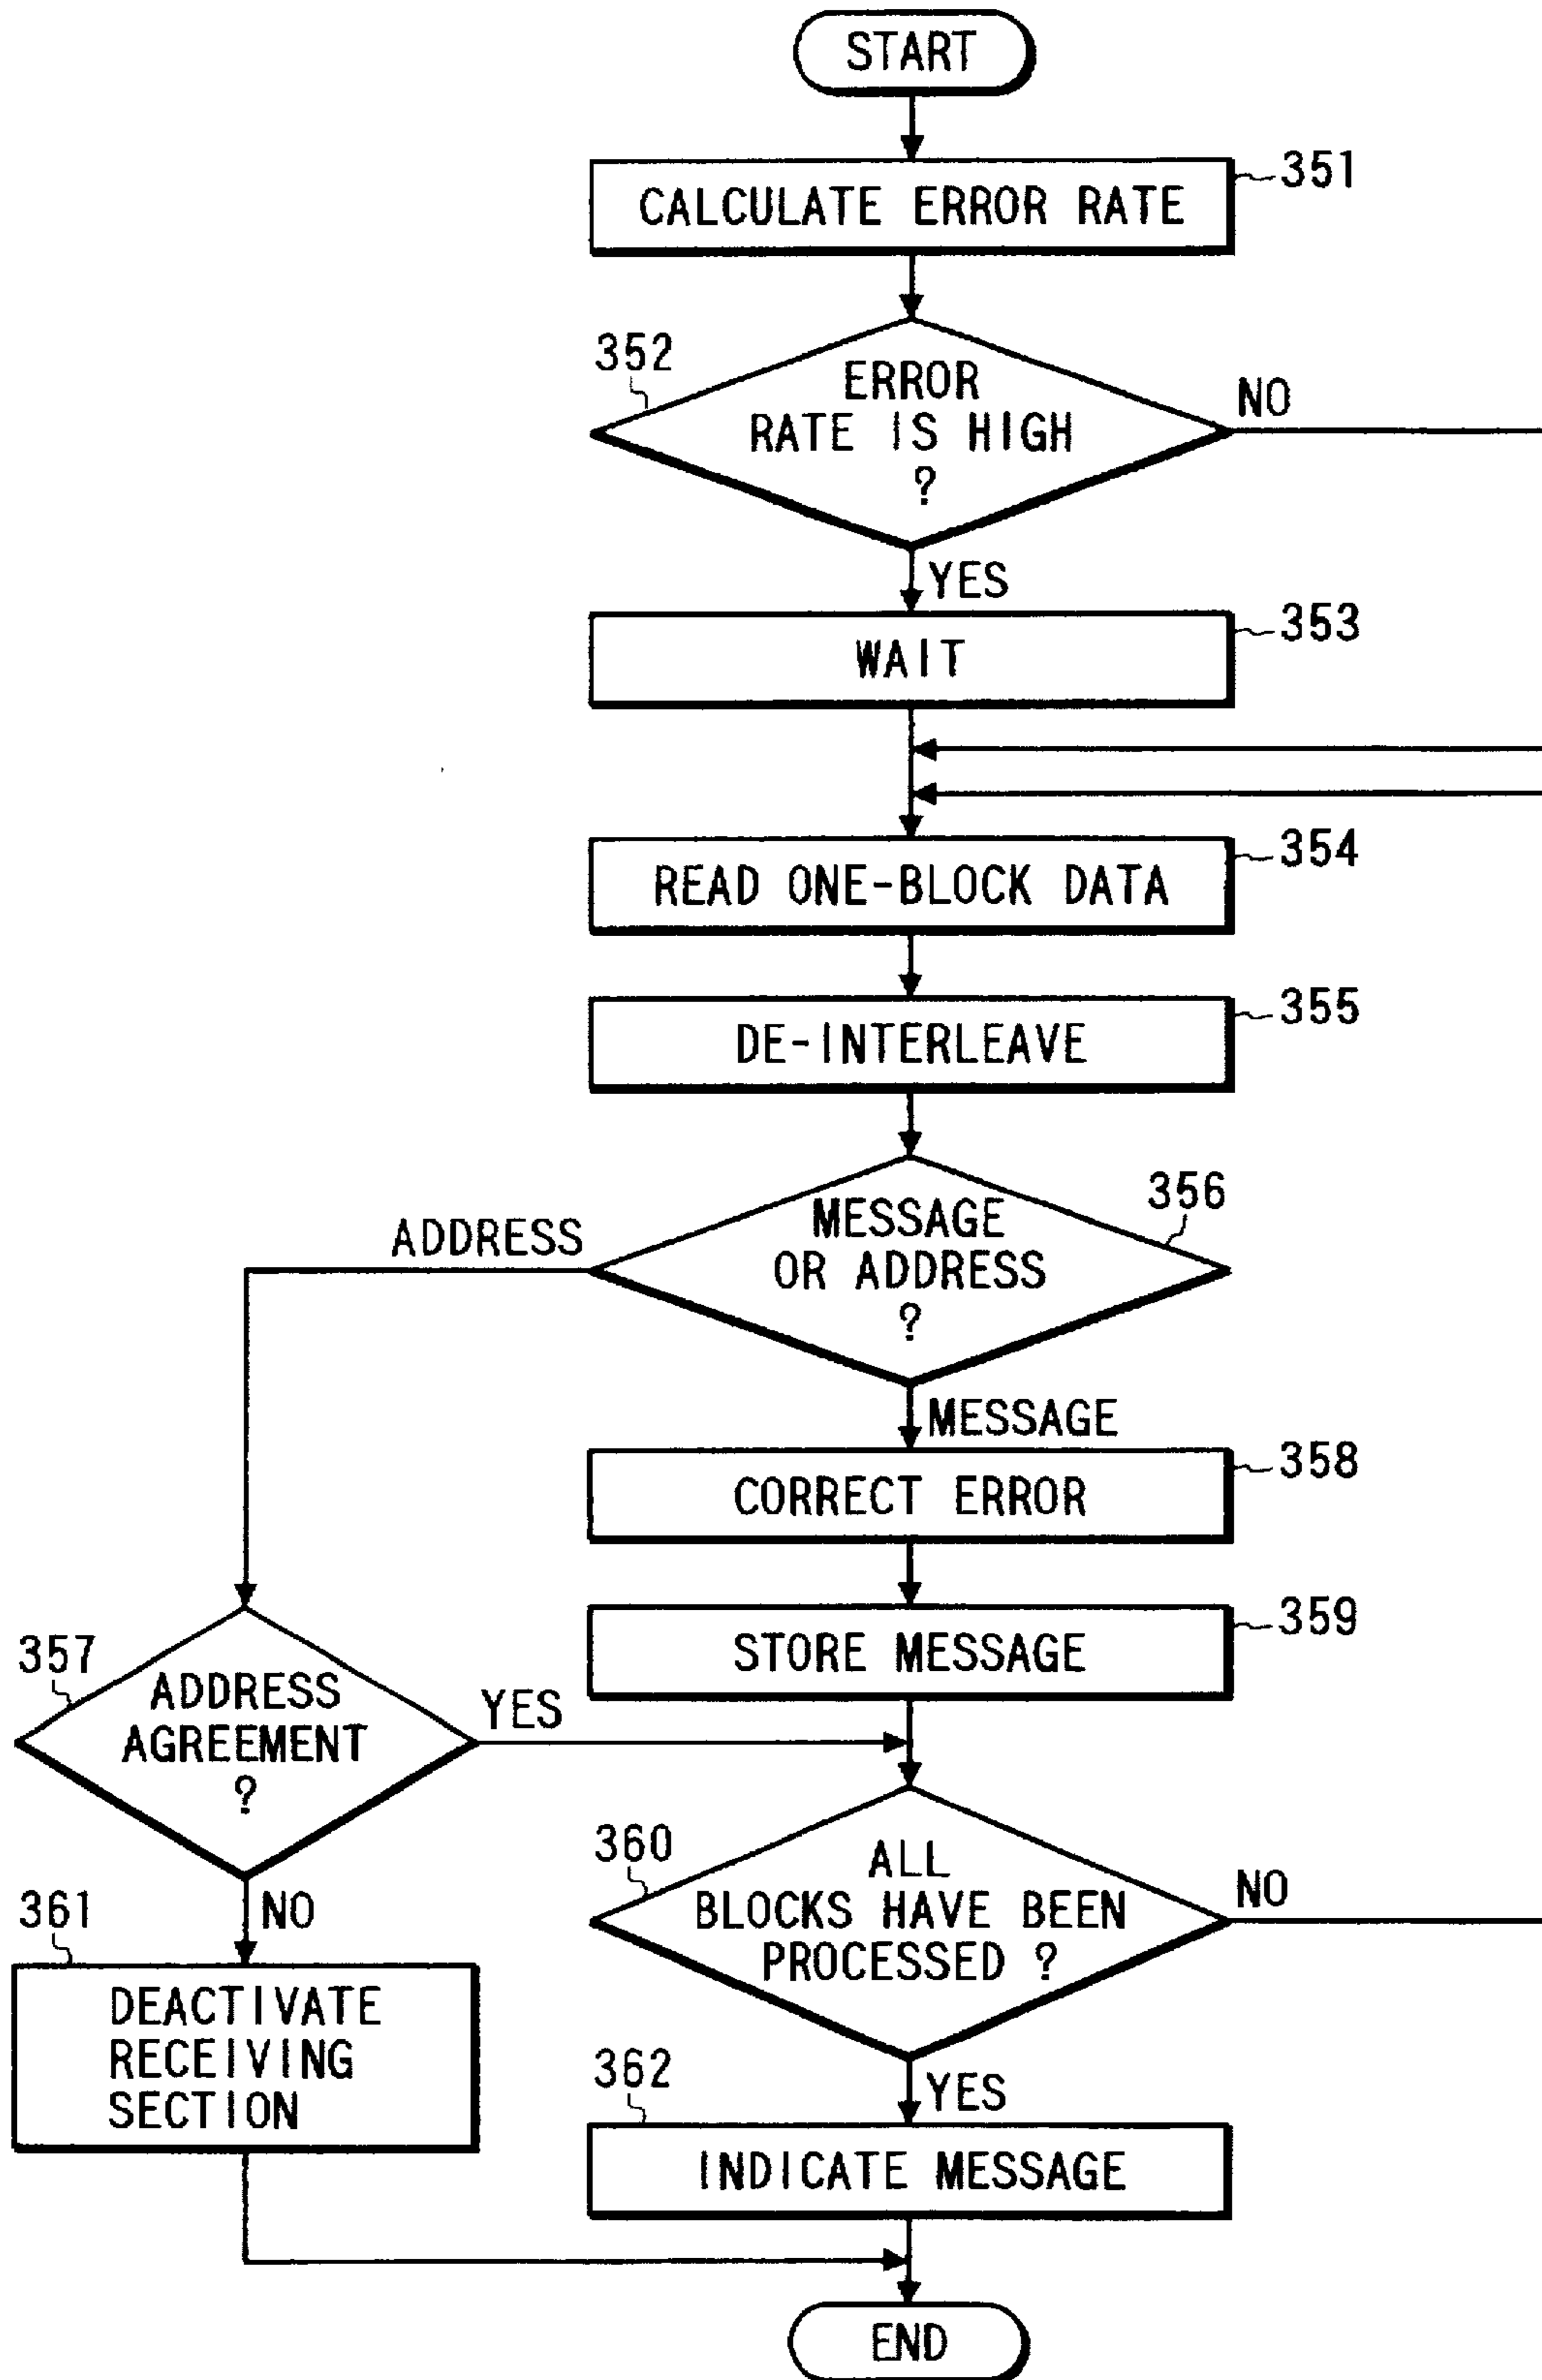 START
CALCULATE ERROR RATE
351
352
ERROR
RATE IS HIGH
?
NO
YES
WAIT
353
READ ONE-BLOCK DATA
354
DE-INTERLEAVE
355
356
MESSAGE
OR ADDRESS
?
ADDRESS
MESSAGE
CORRECT ERROR
358
STORE MESSAGE
359
357
ADDRESS
AGREEMENT
?
YES
NO
360
ALL
BLOCKS HAVE BEEN
PROCESSED ?
NO
YES
361
DEACTIVATE
RECEIVING
SECTION
362
INDICATE MESSAGE
END